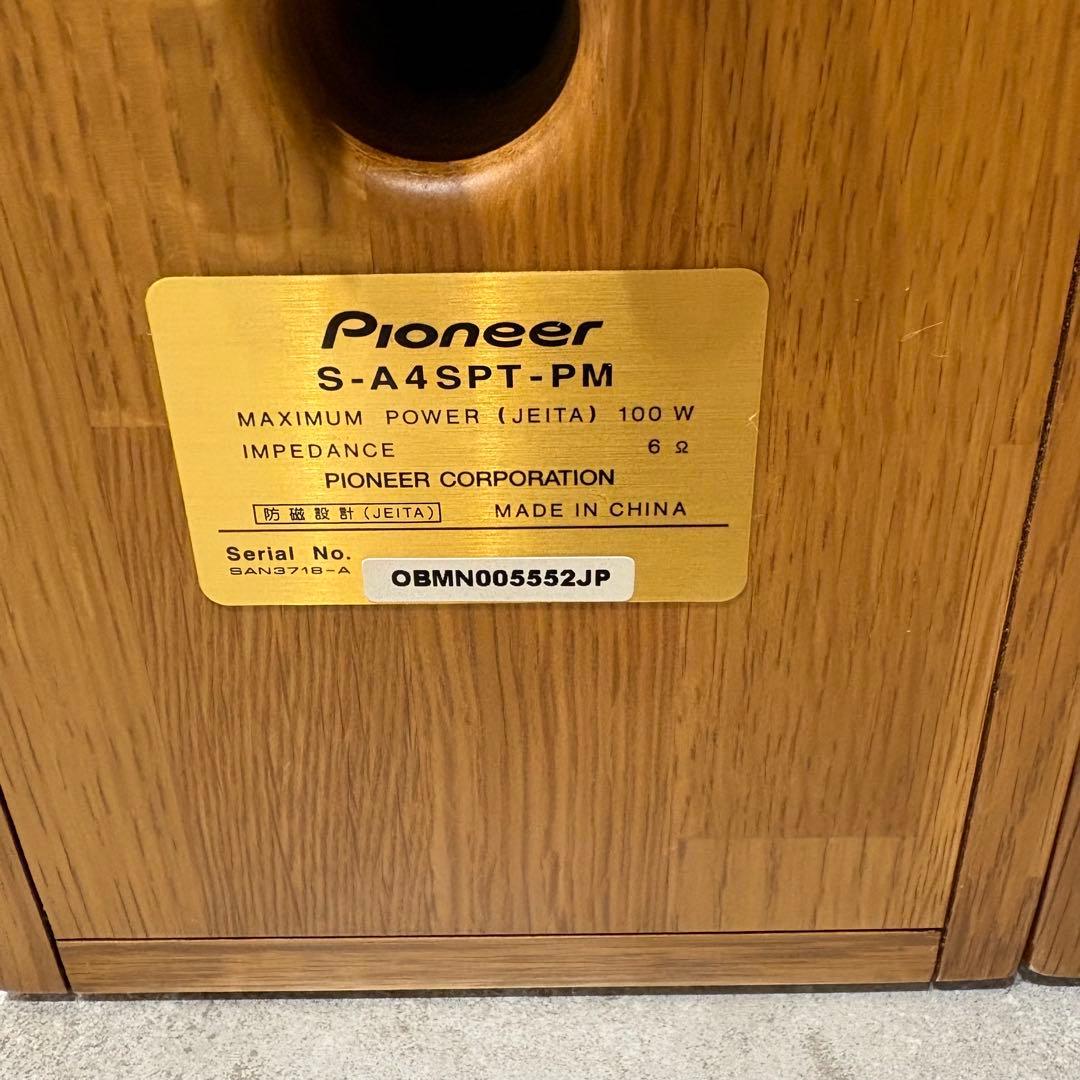 Pioneer
S-A4SPT-PM
MAXIMUM POWER (JEITA) 100 W
IMPEDANCE 6 Ω
PIONEER CORPORATION
防磁設計(JEITA) MADE IN CHINA
Serial No.
SAN3718-A
OBMN005552JP